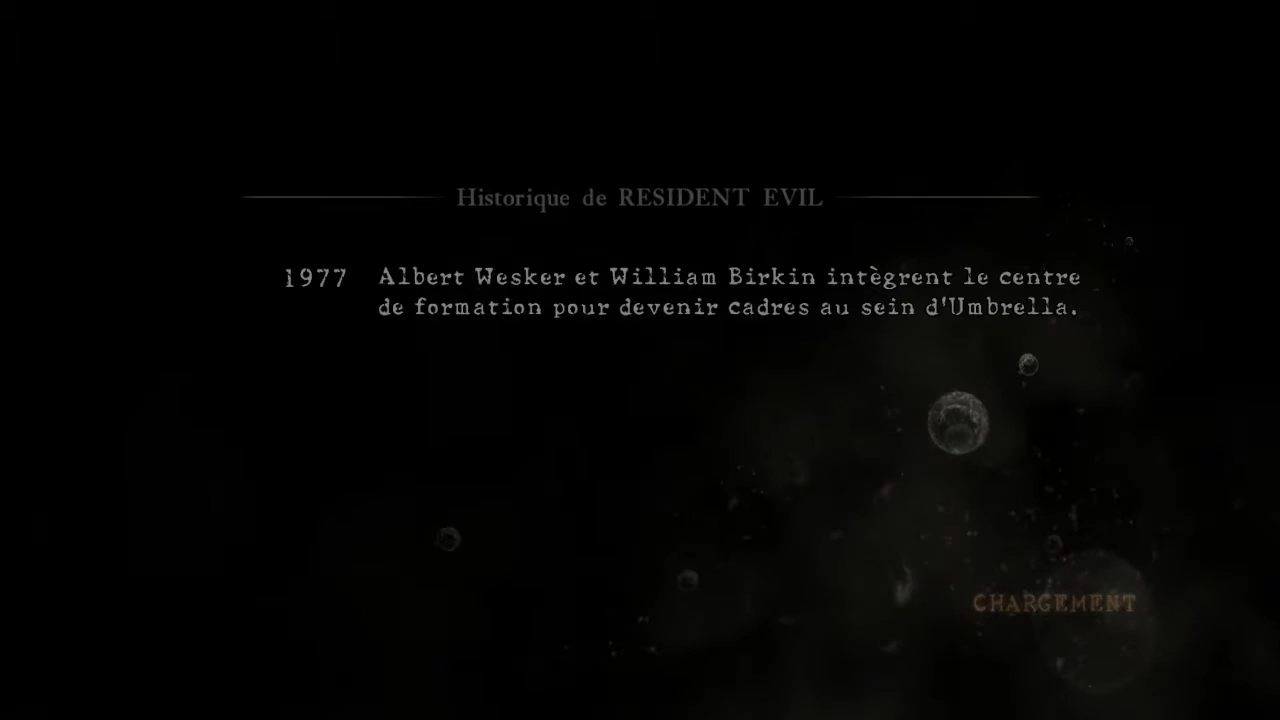 Historique de RESIDENT EVIL
1977 Albert Wesker et William Birkin intègrent le centre
de formation pour devenir cadres au sein d'Umbrella.
CHARGEMENT